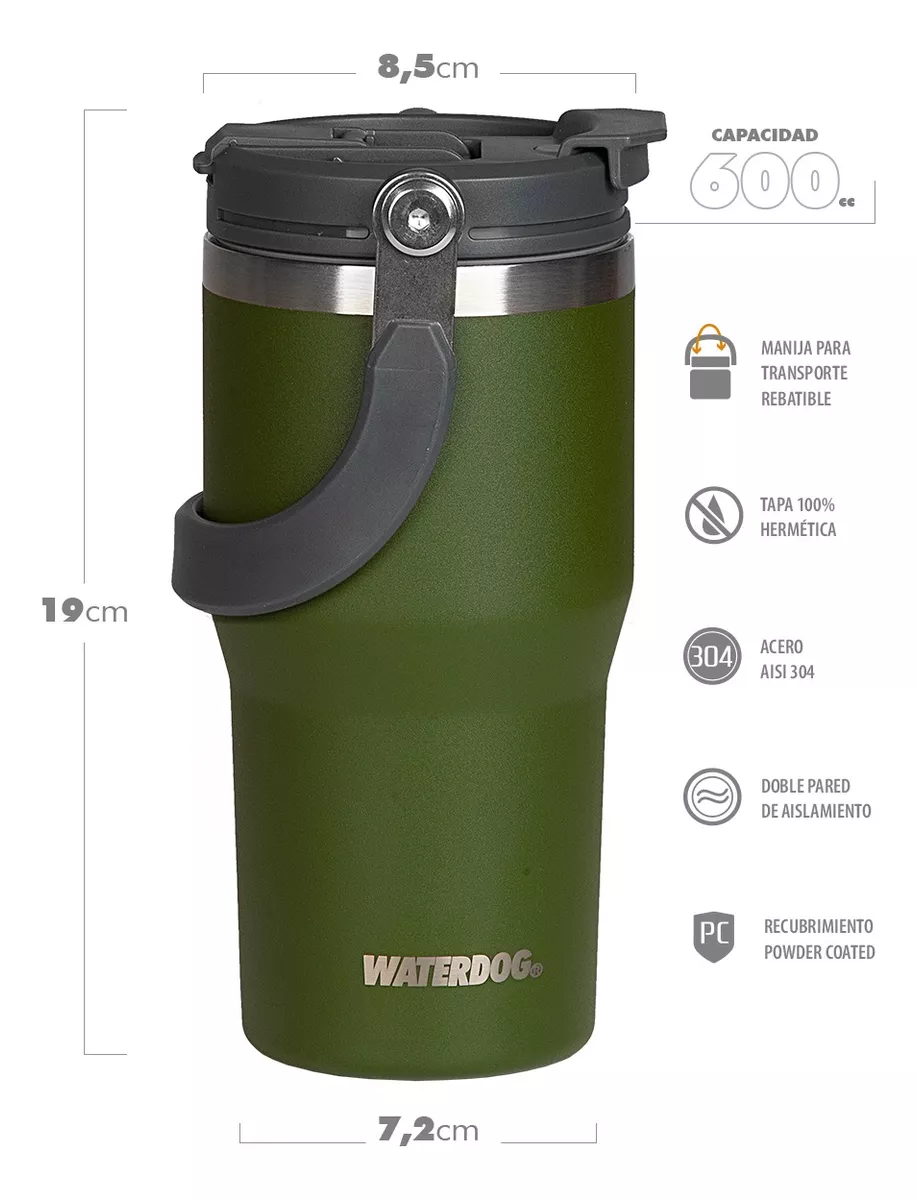 8,5cm
CAPACIDAD
600cc
MANIJA PARA
TRANSPORTE
REBATIBLE
TAPA 100%
HERMÉTICA
19cm
304
ACERO
AISI 304
DOBLE PARED
DE AISLAMIENTO
PC
RECUBRIMIENTO
POWDER COATED
WATERDOG®
7,2cm